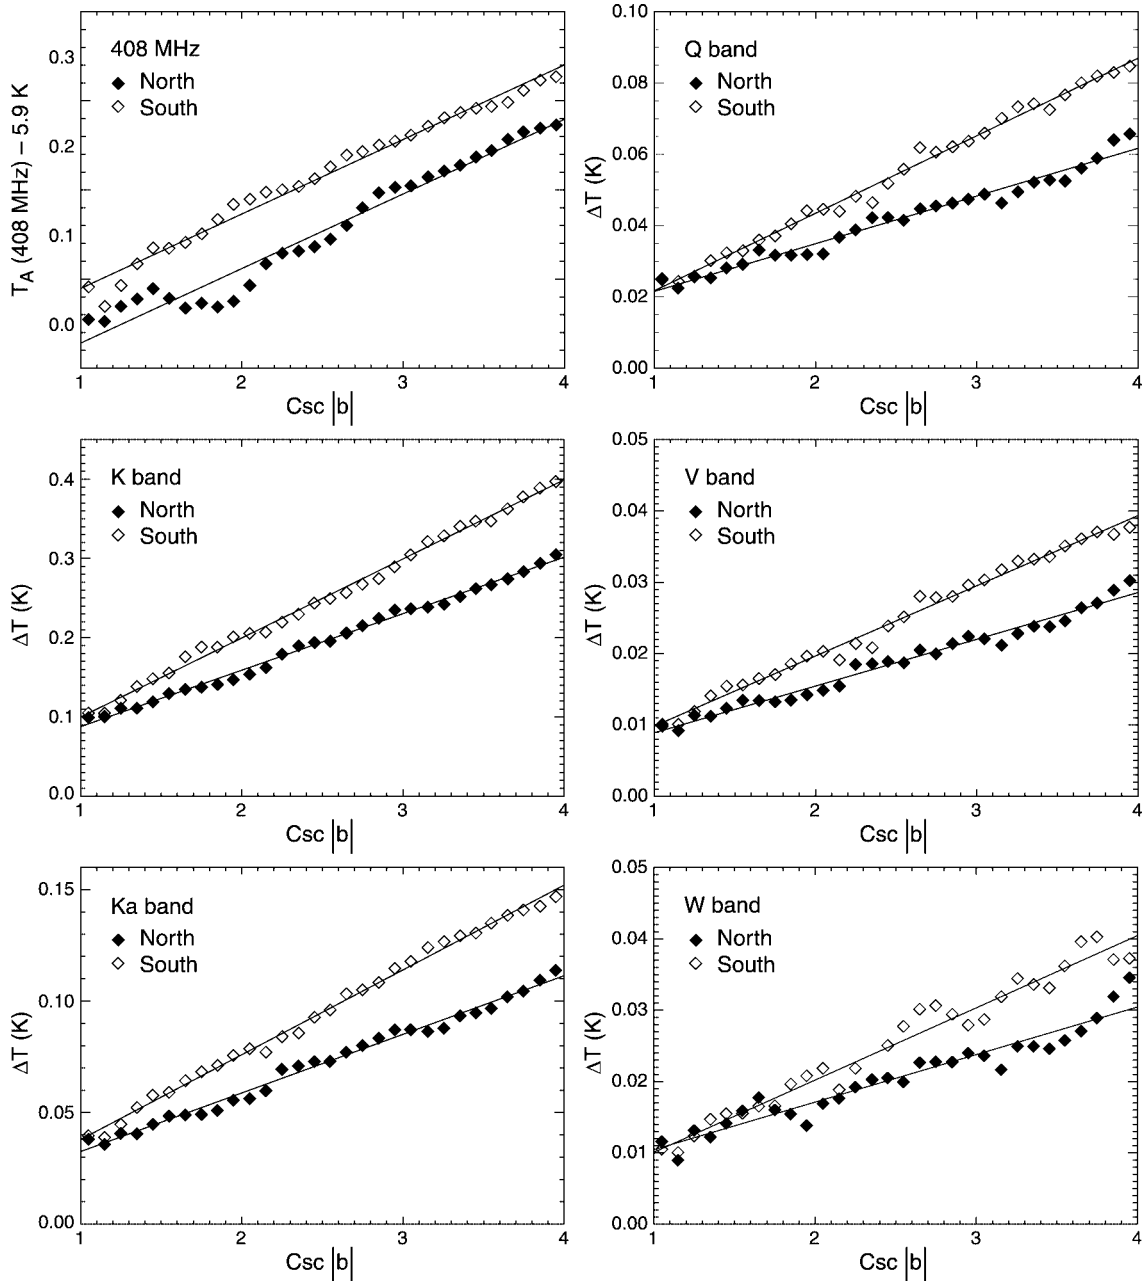 408 MHz
North
South
0.3
0.2
0.1
0.0
T_A (408 MHz) – 5.9 K
1 2 3 4
Csc |b|
Q band
North
South
0.10
0.08
0.06
0.04
0.02
0.00
ΔT (K)
1 2 3 4
Csc |b|
K band
North
South
0.4
0.3
0.2
0.1
0.0
ΔT (K)
1 2 3 4
Csc |b|
V band
North
South
0.05
0.04
0.03
0.02
0.01
0.00
ΔT (K)
1 2 3 4
Csc |b|
Ka band
North
South
0.15
0.10
0.05
0.00
ΔT (K)
1 2 3 4
Csc |b|
W band
North
South
0.05
0.04
0.03
0.02
0.01
0.00
ΔT (K)
1 2 3 4
Csc |b|